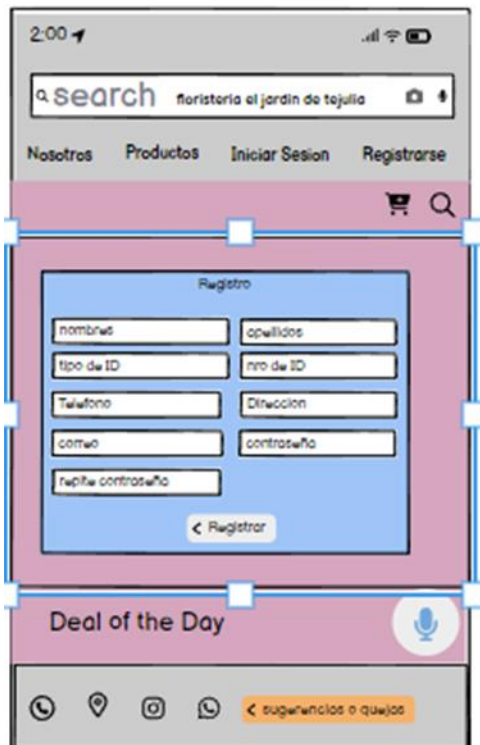 2:00
search floristeria el jardin de tejulia
Nosotros Productos Iniciar Sesion Registrarse
Registro
nombres apellidos
tipo de ID nro de ID
Telefono Direccion
correo contraseña
repite contraseña
< Registrar
Deal of the Day
< sugerencias o quejas